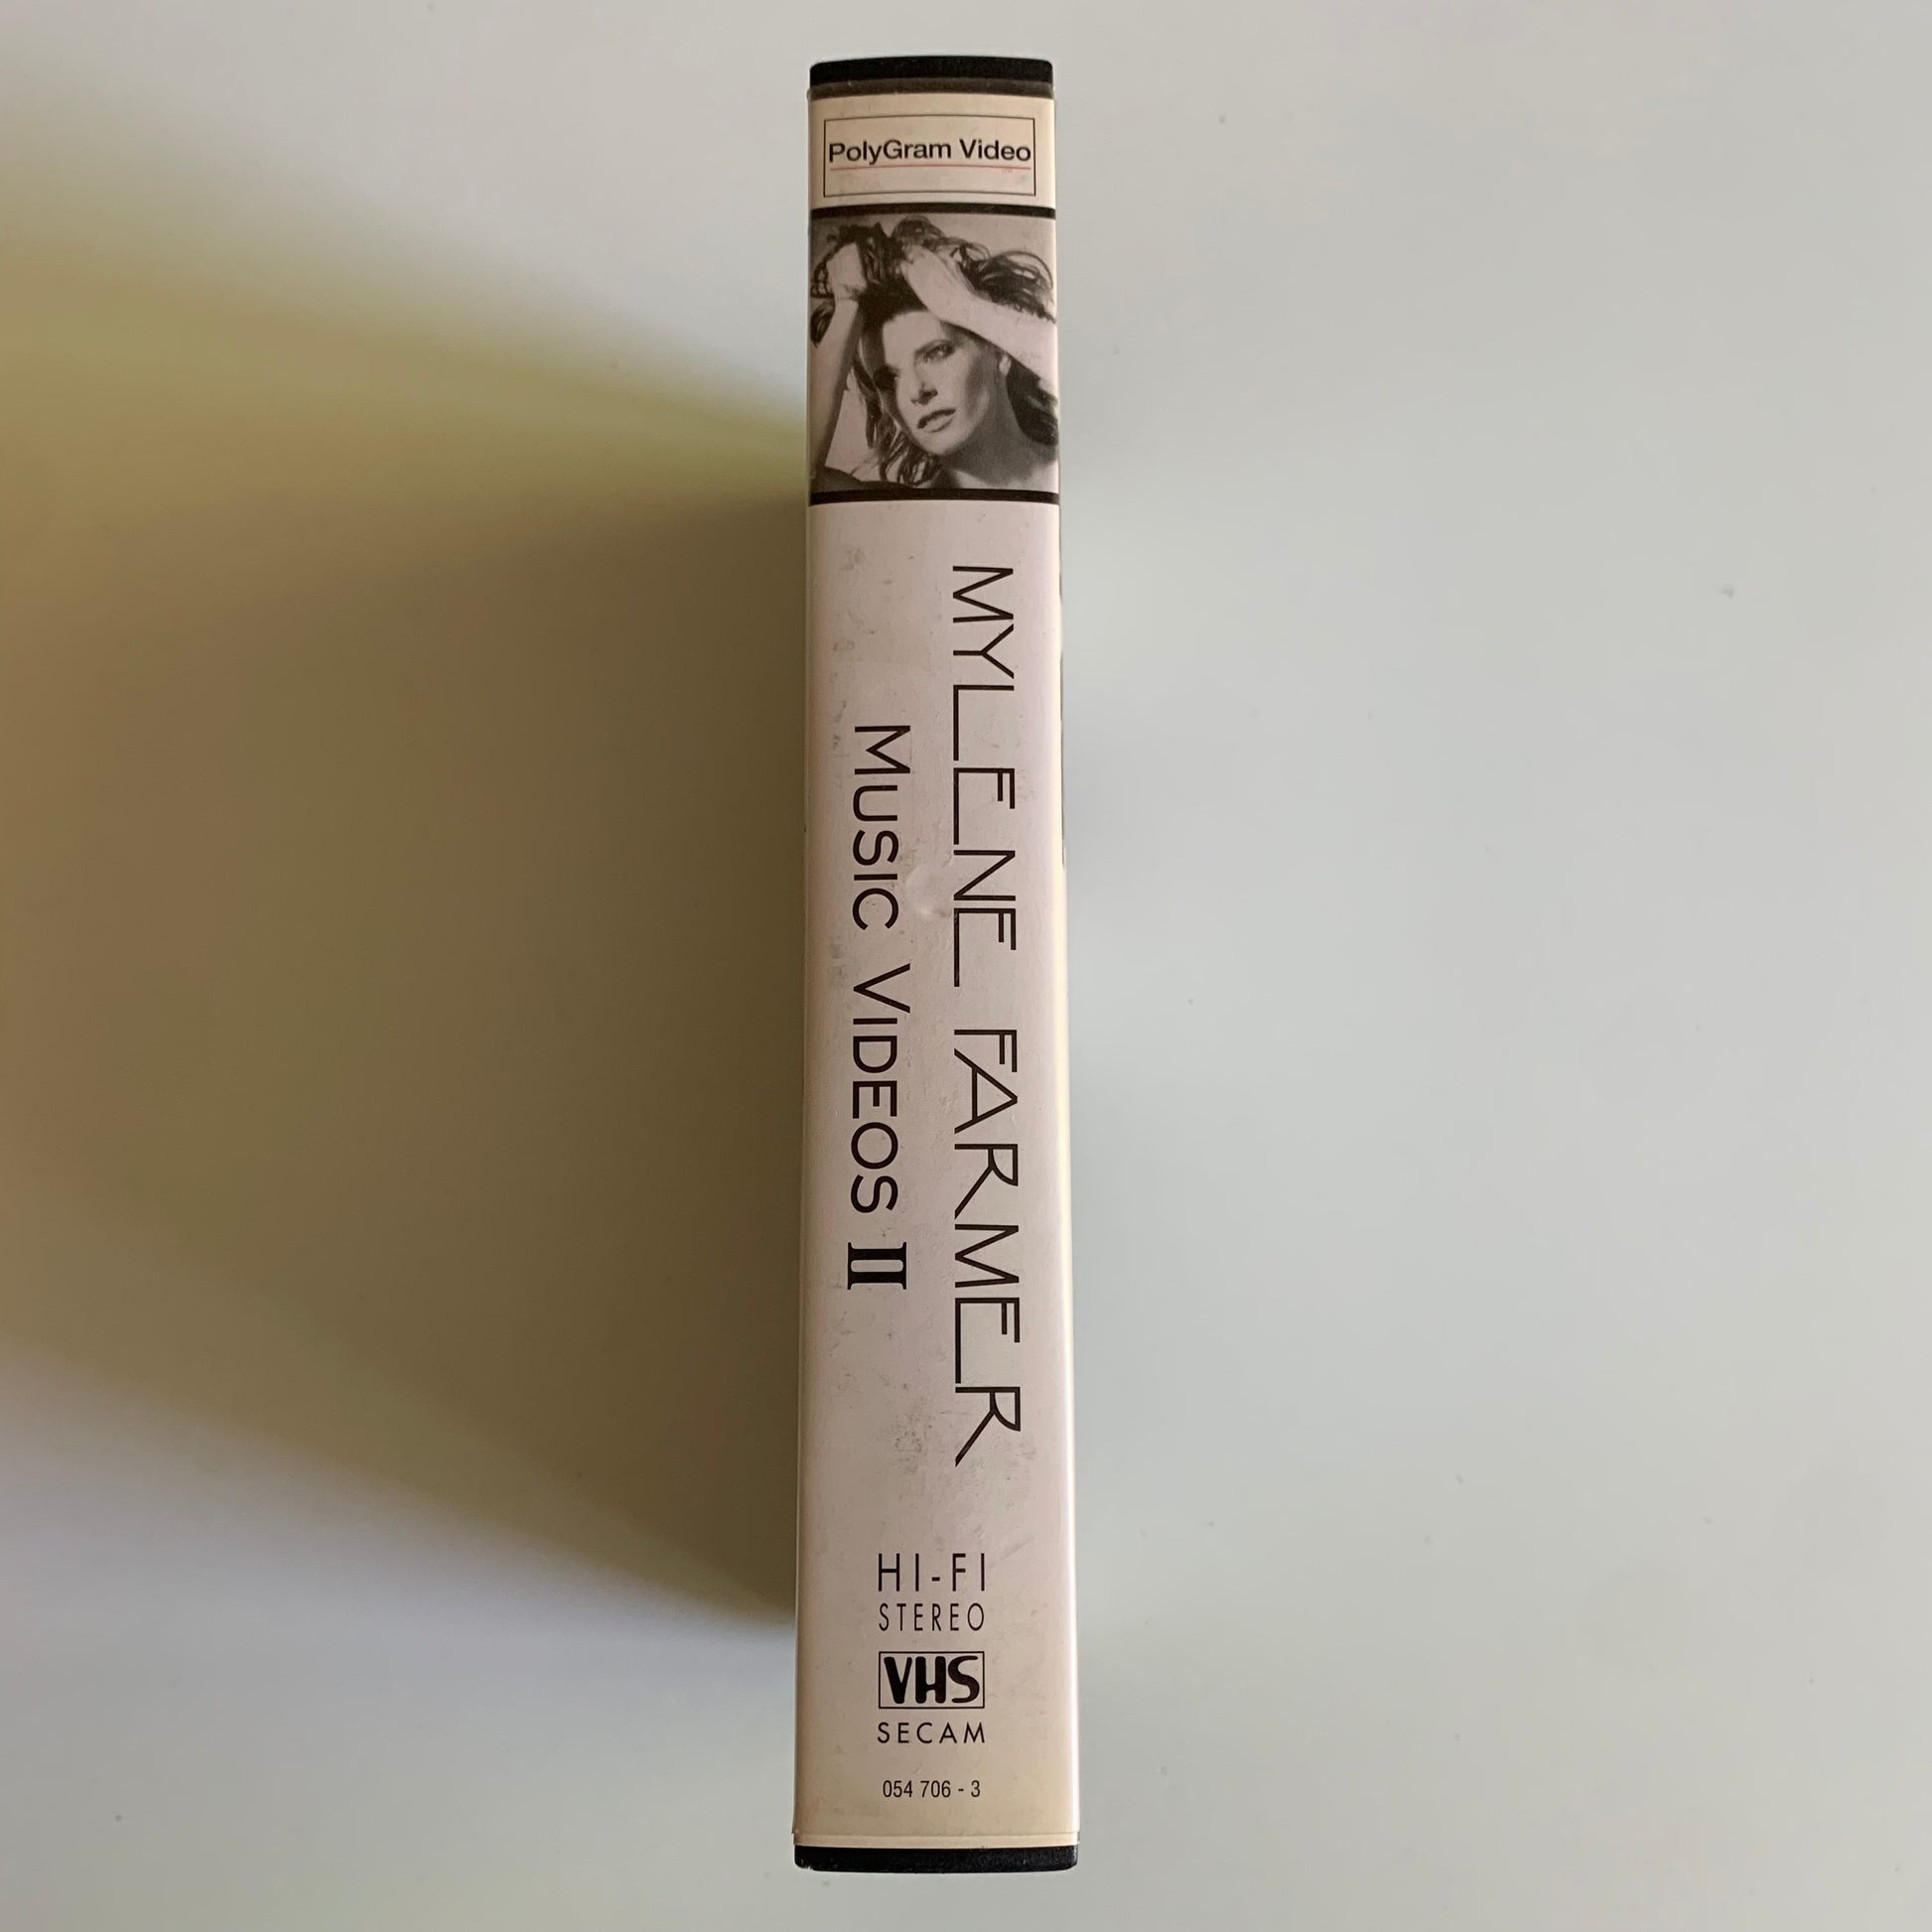 PolyGram Video
MYLENE FARMER
MUSIC VIDEOS II
HI-FI
STEREO
VHS
SECAM
054 706 - 3